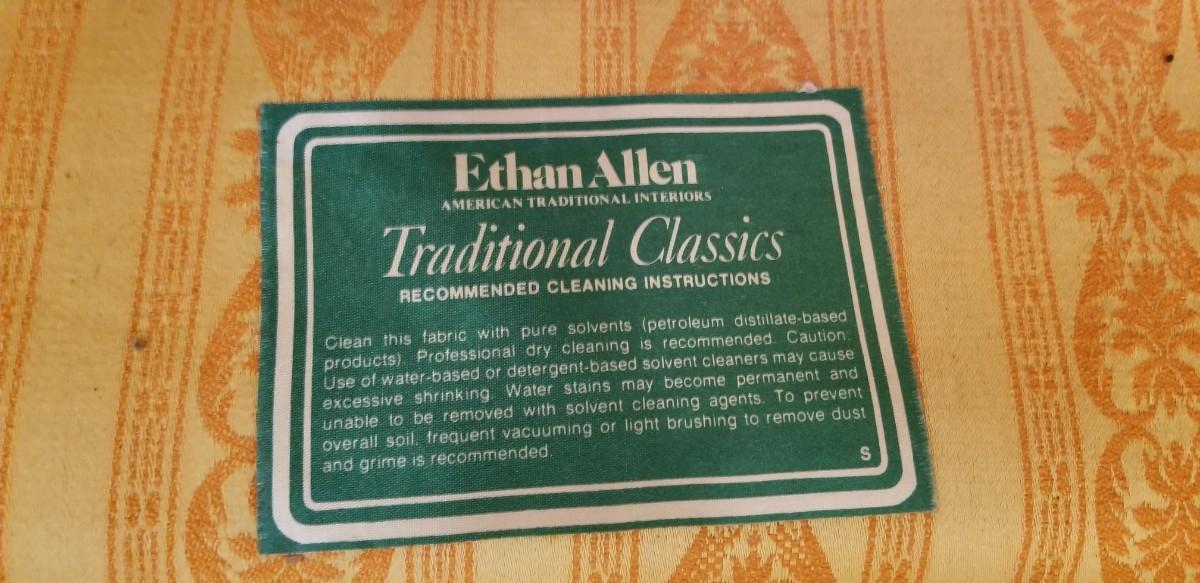 Ethan Allen
AMERICAN TRADITIONAL INTERIORS
Traditional Classics
RECOMMENDED CLEANING INSTRUCTIONS
Clean this fabric with pure solvents (petroleum distillate-based
products). Professional dry cleaning is recommended. Caution:
Use of water-based or detergent-based solvent cleaners may cause
excessive shrinking. Water stains may become permanent and
unable to be removed with solvent cleaning agents. To prevent
overall soil, frequent vacuuming or light brushing to remove dust
and grime is recommended.
S